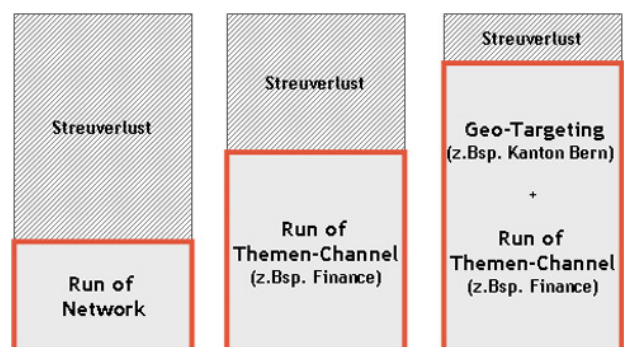 Streuverlust
Run of
Network
Streuverlust
Run of
Themen-Channel
(z.Bsp. Finance)
Streuverlust
Geo-Targeting
(z.Bsp. Kanton Bern)
+
Run of
Themen-Channel
(z.Bsp. Finance)